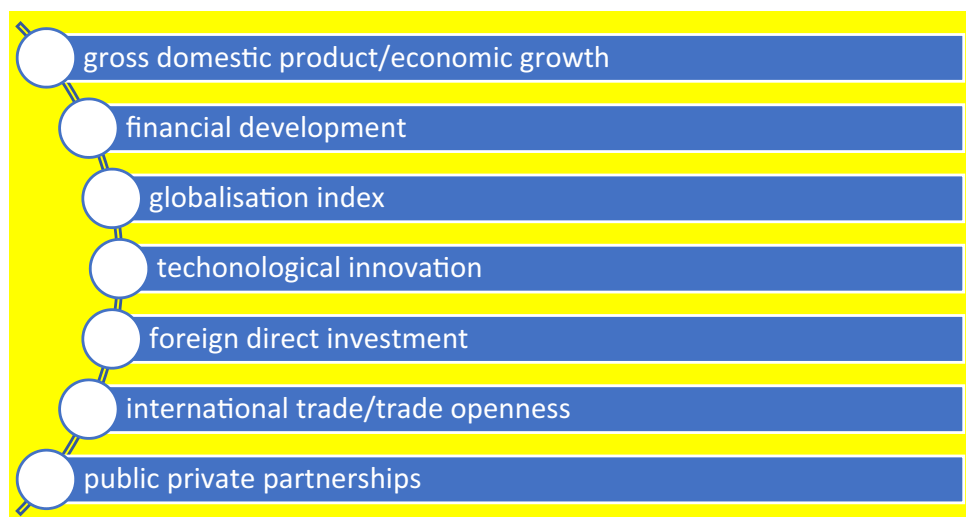 gross domestic product/economic growth
financial development
globalisation index
techonological innovation
foreign direct investment
international trade/trade openness
public private partnerships